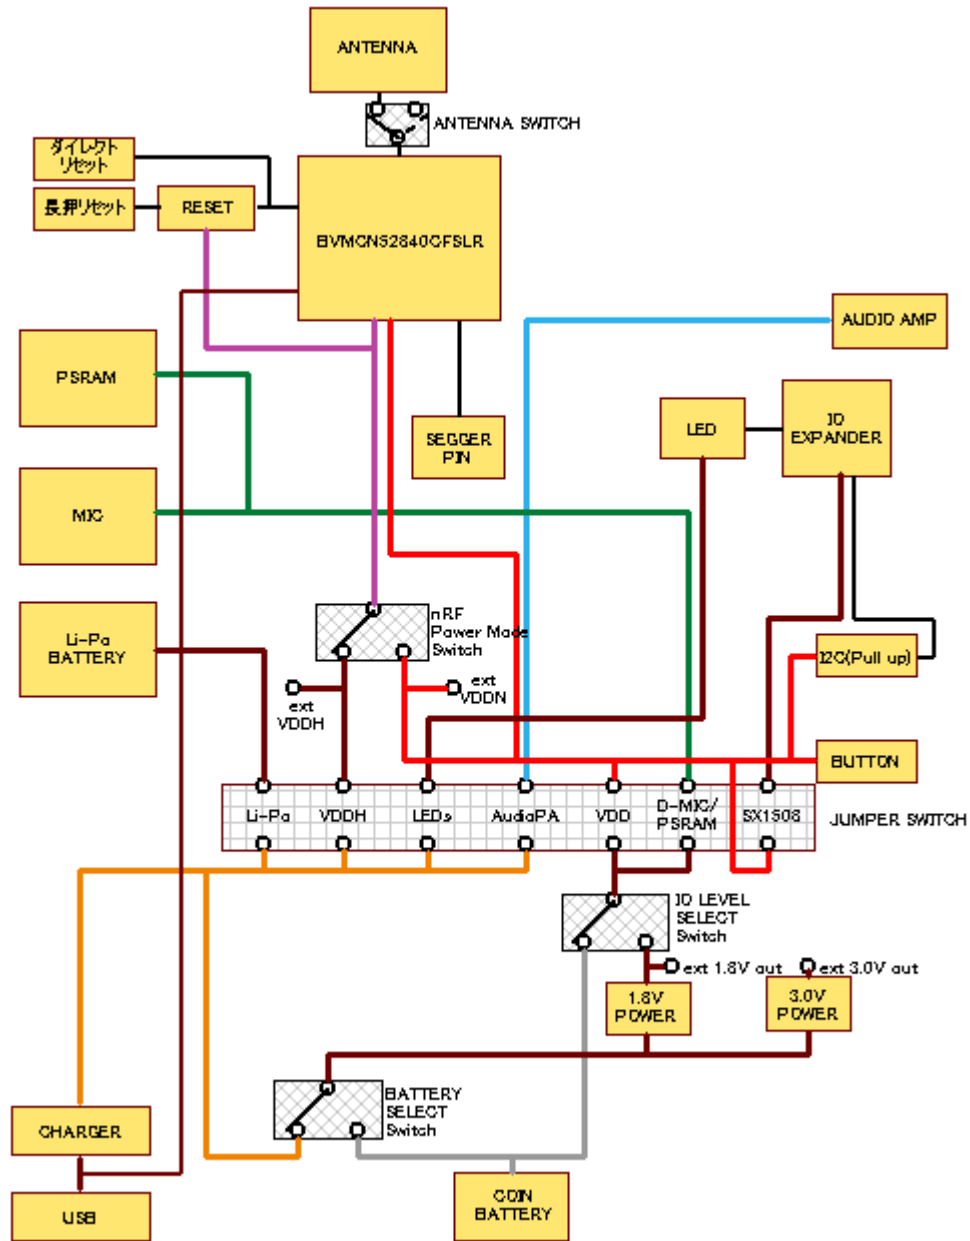 ANTENNA
ANTENNA SWITCH
ダイレクト
リセット
長押リセット
RESET
BVMCN52840CFSLR
AUDIO AMP
PSRAM
LED
IO
EXPANDER
SEGGER
PIN
MIC
nRF
Power Mode
Switch
Li-Po
BATTERY
I2C(Pull up)
ext
VDDH
ext
VDDN
BUTTON
Li-Po
VDDH
LEDs
AudioPA
VDD
D-MIC/
PSRAM
SX1508
JUMPER SWITCH
IO LEVEL
SELECT
Switch
ext 1.8V out
ext 3.0V out
1.8V
POWER
3.0V
POWER
BATTERY
SELECT
Switch
CHARGER
USB
COIN
BATTERY